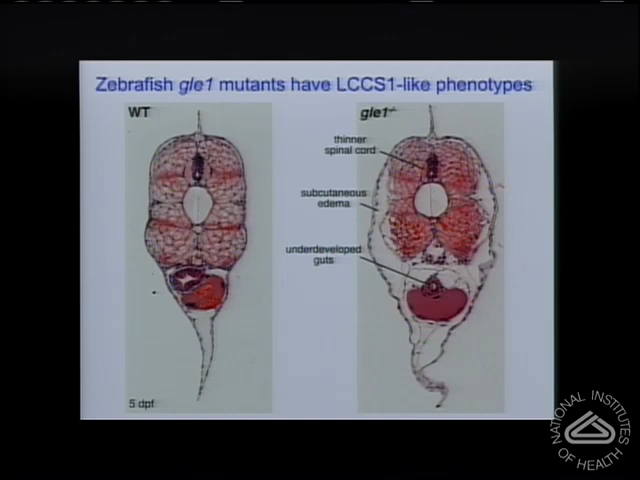 Zebrafish gle1 mutants have LCCS1-like phenotypes
WT
gle1-/-
thinner
spinal cord
subcutaneous
edema
underdeveloped
guts
5 dpf
NATIONAL INSTITUTES
OF HEALTH